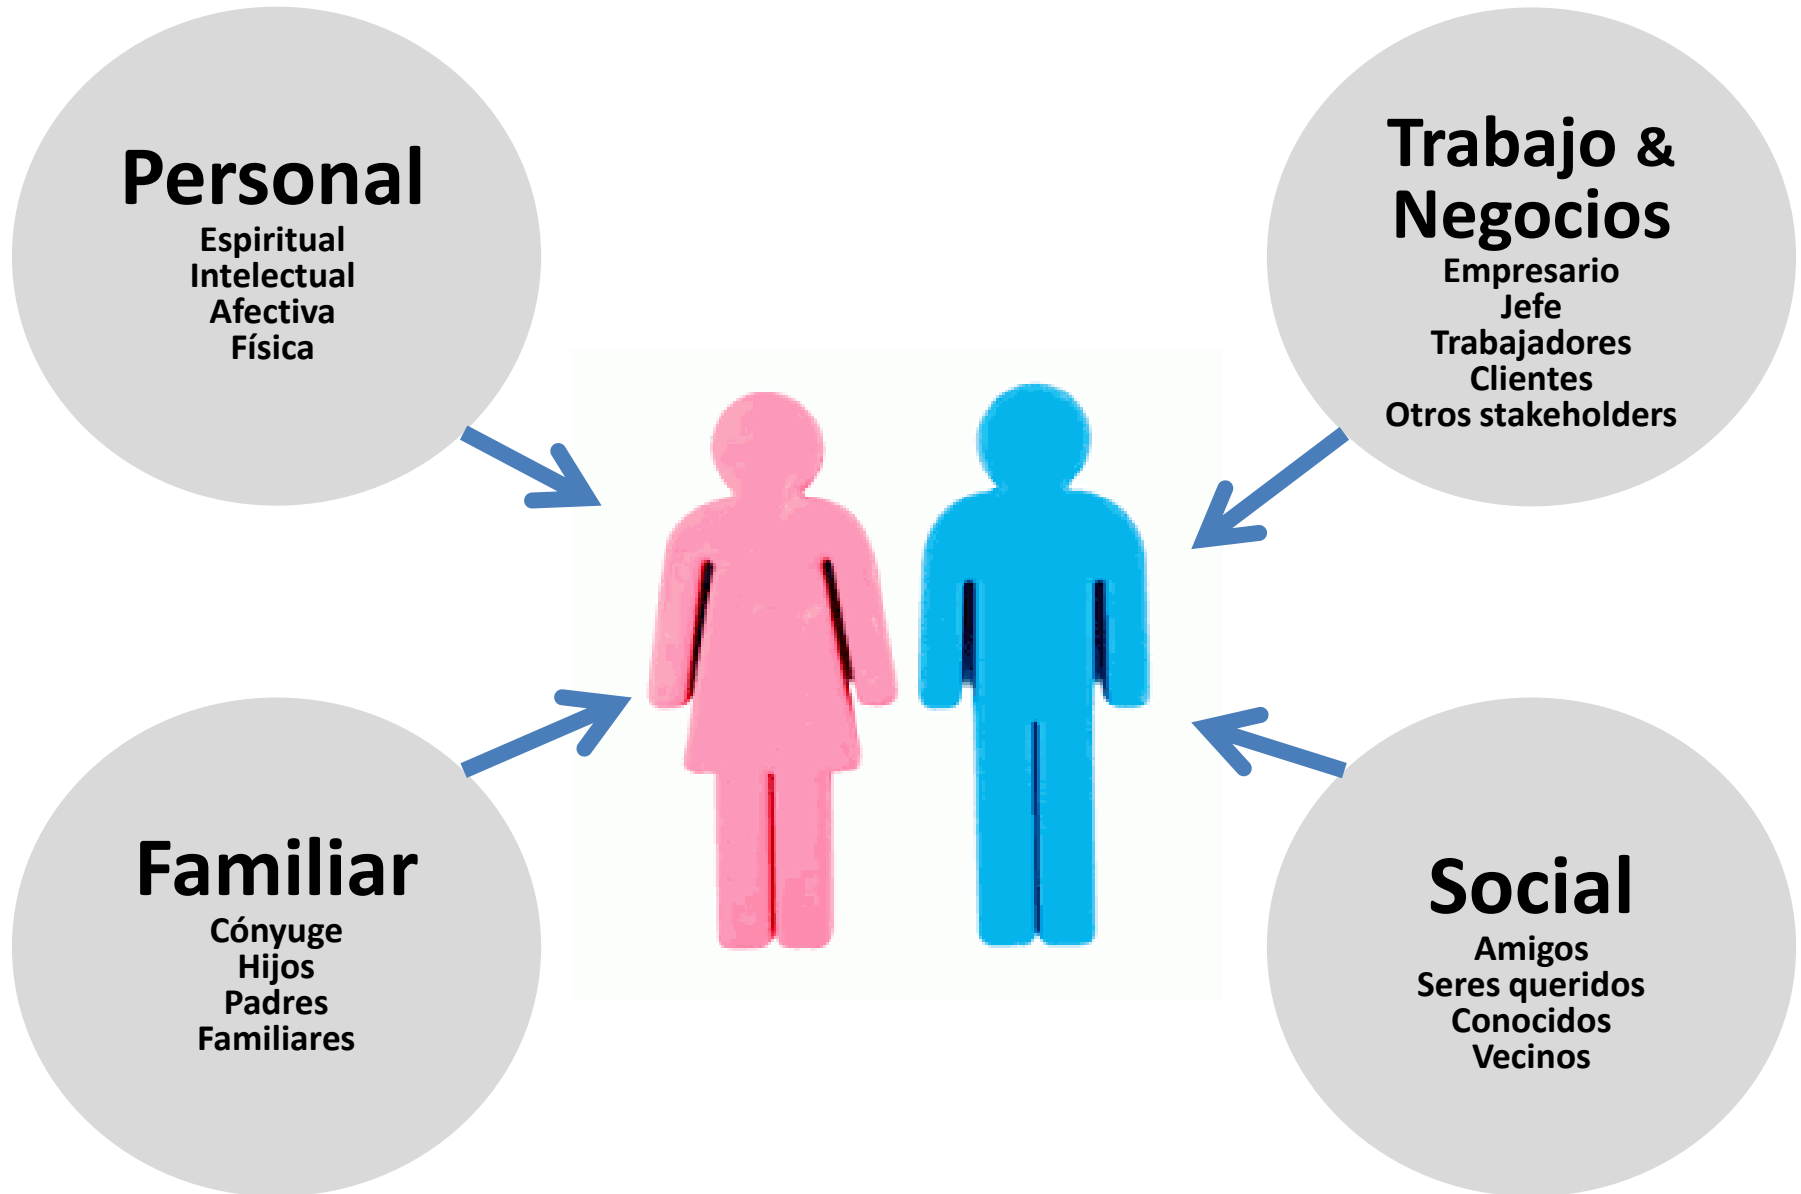 Personal
Espiritual
Intelectual
Afectiva
Física
Trabajo &
Negocios
Empresario
Jefe
Trabajadores
Clientes
Otros stakeholders
Familiar
Cónyuge
Hijos
Padres
Familiares
Social
Amigos
Seres queridos
Conocidos
Vecinos